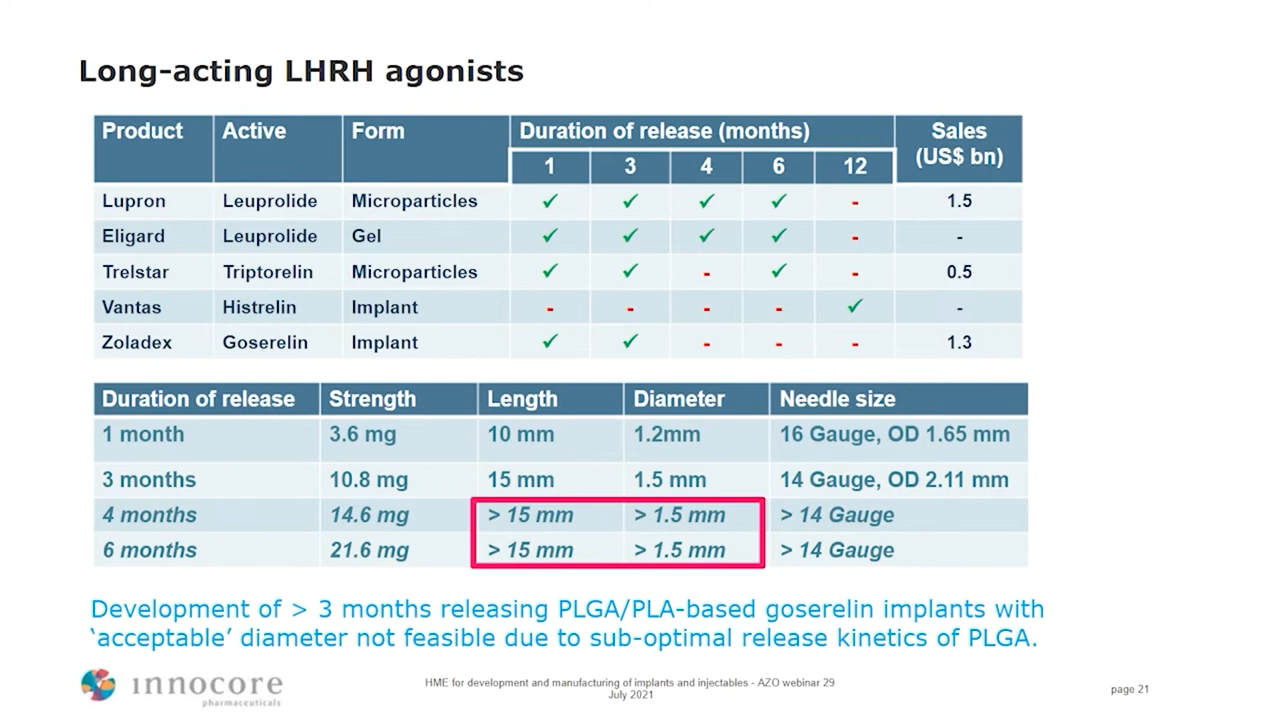 Long-acting LHRH agonists
Product Active Form Duration of release (months) Sales (US$ bn)
1 3 4 6 12
Lupron Leuprolide Microparticles ✓ ✓ ✓ ✓ - 1.5
Eligard Leuprolide Gel ✓ ✓ ✓ ✓ - -
Trelstar Triptorelin Microparticles ✓ ✓ - ✓ - 0.5
Vantas Histrelin Implant - - - - ✓ -
Zoladex Goserelin Implant ✓ ✓ - - - 1.3
Duration of release Strength Length Diameter Needle size
1 month 3.6 mg 10 mm 1.2mm 16 Gauge, OD 1.65 mm
3 months 10.8 mg 15 mm 1.5 mm 14 Gauge, OD 2.11 mm
4 months 14.6 mg > 15 mm > 1.5 mm > 14 Gauge
6 months 21.6 mg > 15 mm > 1.5 mm > 14 Gauge
Development of > 3 months releasing PLGA/PLA-based goserelin implants with
‘acceptable’ diameter not feasible due to sub-optimal release kinetics of PLGA.
innocore
pharmaceuticals
HME for development and manufacturing of implants and injectables - AZO webinar 29
July 2021
page 21